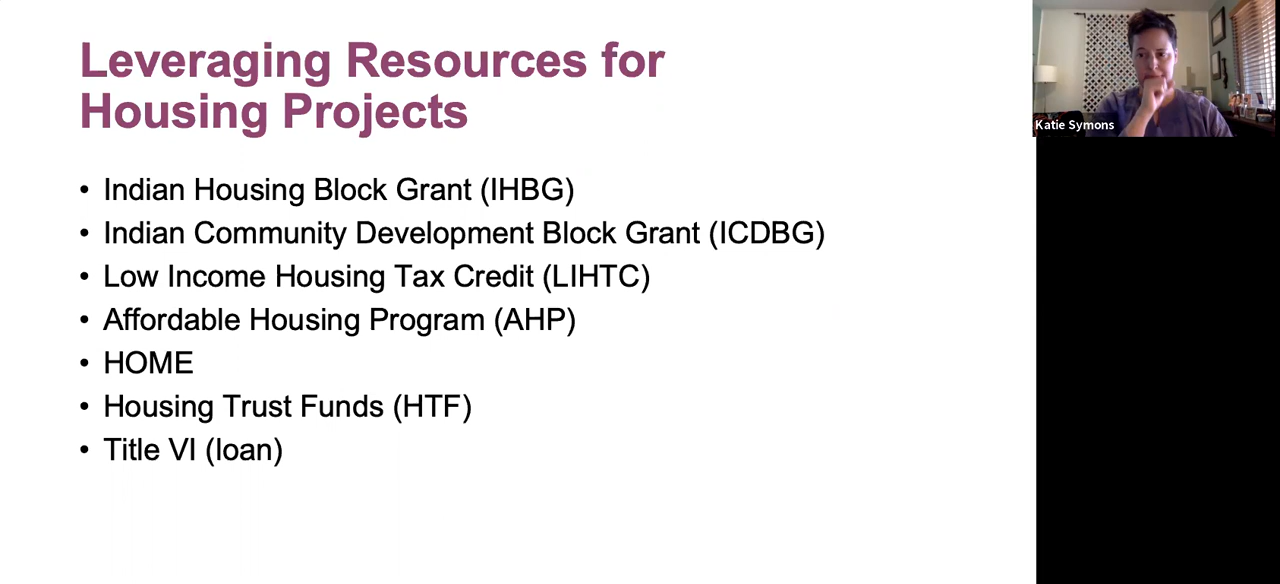 Leveraging Resources for
Housing Projects
• Indian Housing Block Grant (IHBG)
• Indian Community Development Block Grant (ICDBG)
• Low Income Housing Tax Credit (LIHTC)
• Affordable Housing Program (AHP)
• HOME
• Housing Trust Funds (HTF)
• Title VI (loan)
Katie Symons